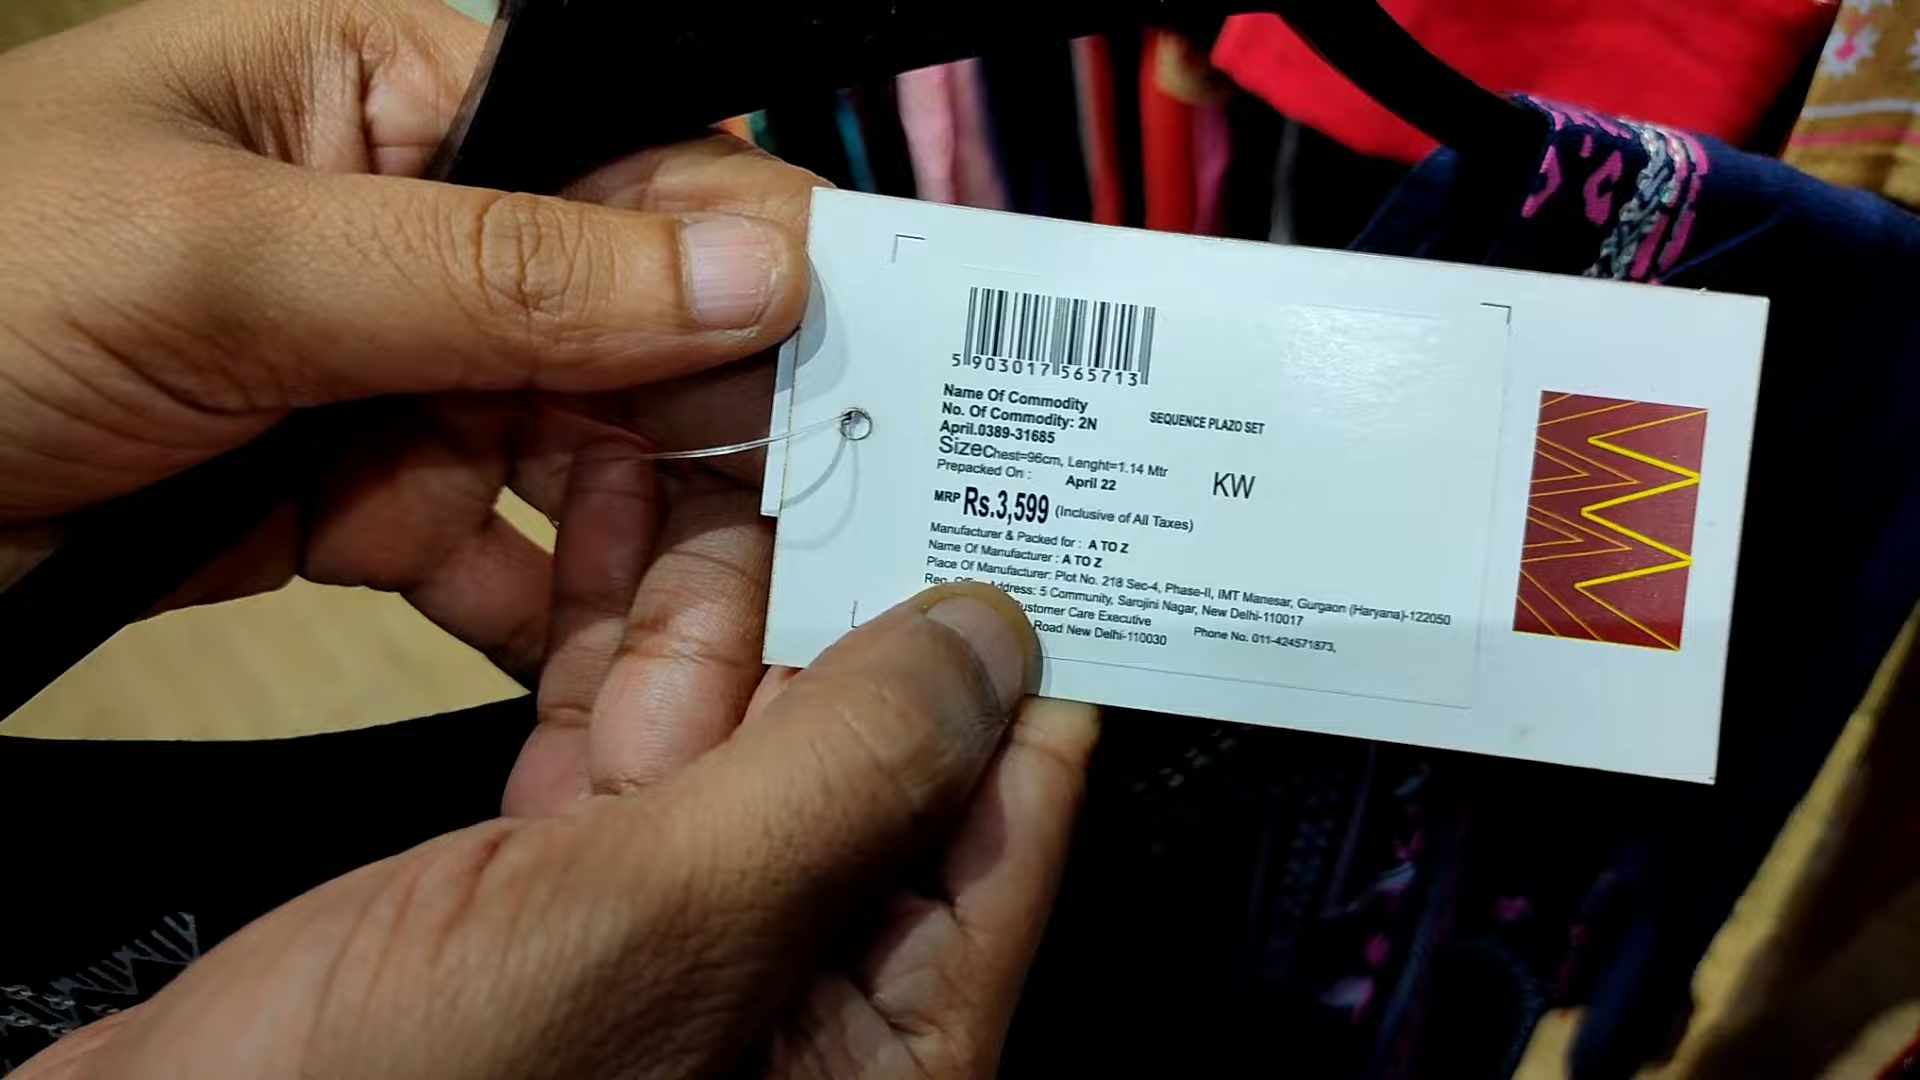 5 903017 565713
Name Of Commodity
No. Of Commodity: 2N SEQUENCE PLAZO SET
April.0389-31685
SizeChest=96cm, Lenght=1.14 Mtr KW
Prepacked On : April 22
MRP Rs.3,599 (Inclusive of All Taxes)
Manufacturer & Packed for : A TO Z
Name Of Manufacturer : A TO Z
Place Of Manufacturer: Plot No. 218 Sec-4, Phase-II, IMT Manesar, Gurgaon (Haryana)-122050
Address: 5 Community, Sarojini Nagar, New Delhi-110017
Customer Care Executive Phone No. 011-424571873,
Road New Delhi-110030